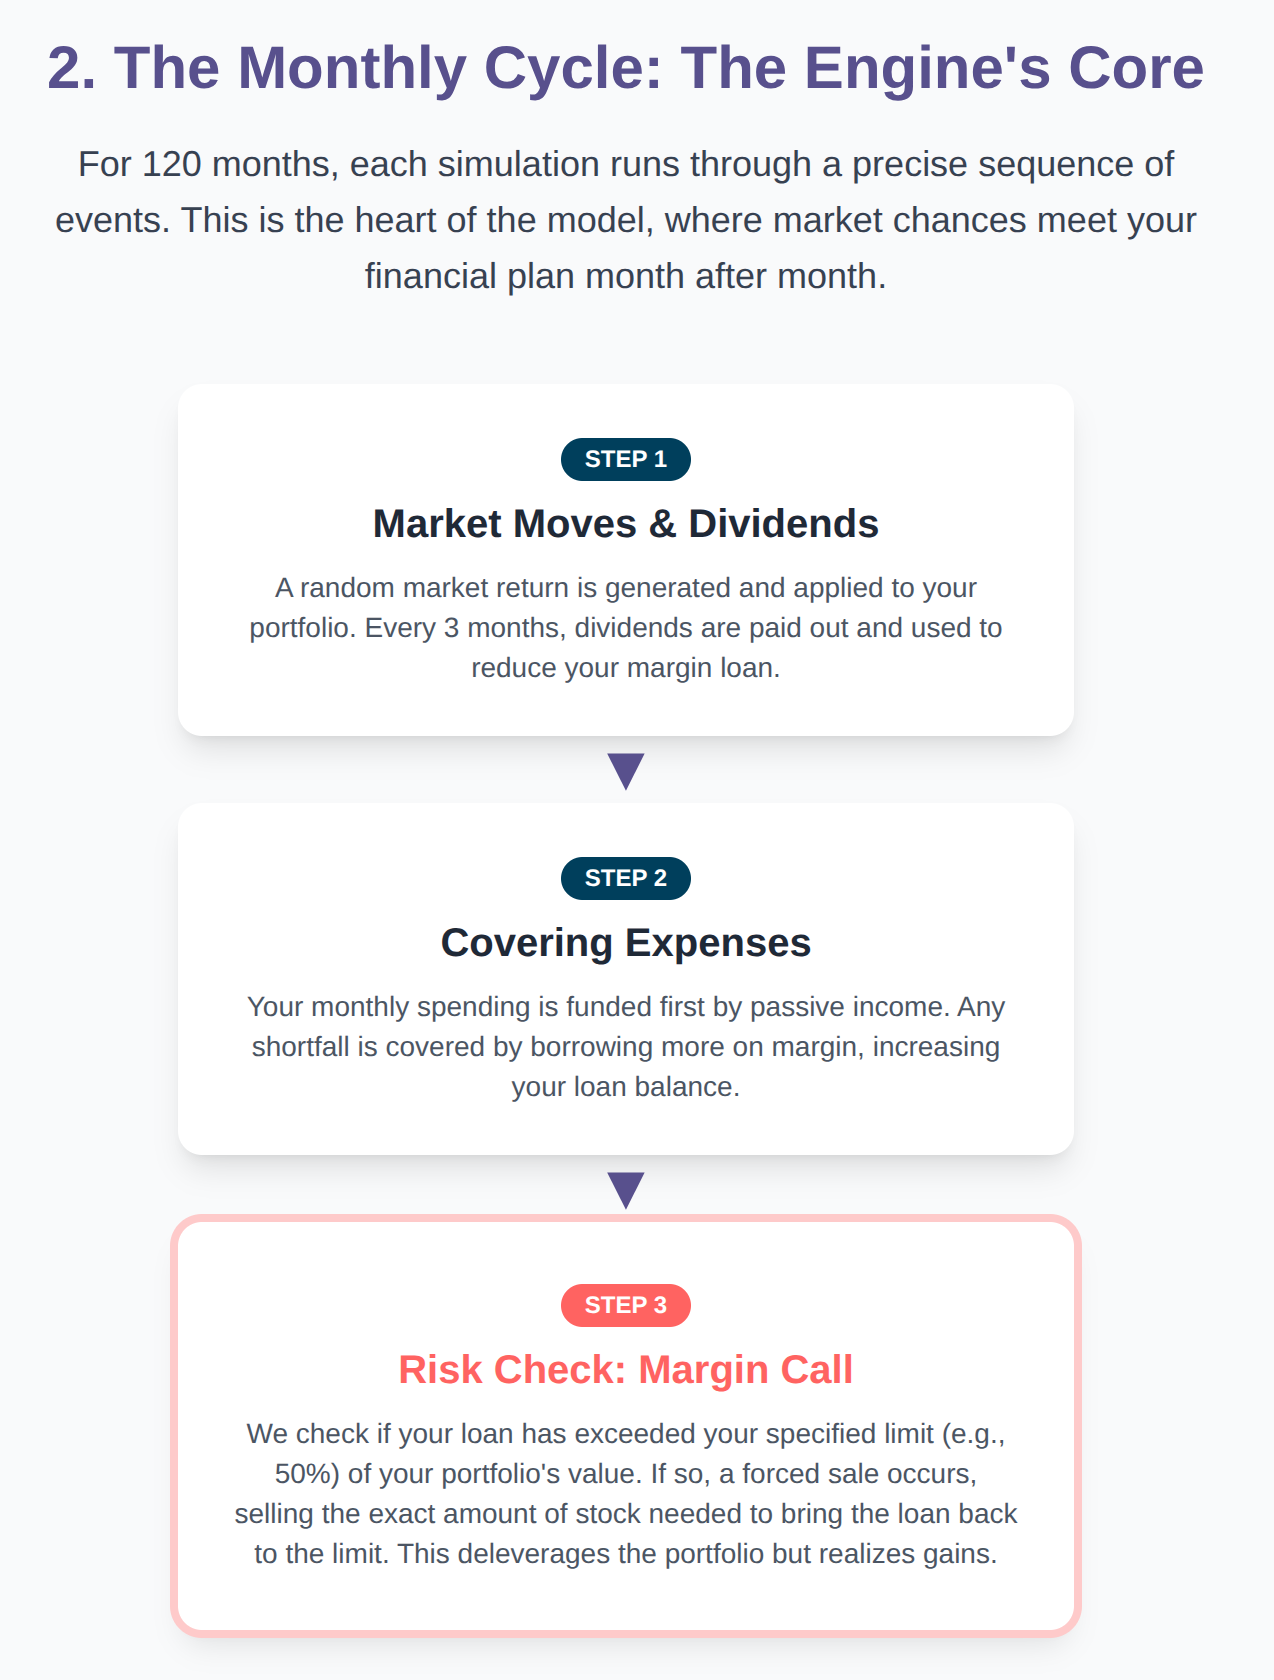 2. The Monthly Cycle: The Engine's Core
For 120 months, each simulation runs through a precise sequence of
events. This is the heart of the model, where market chances meet your
financial plan month after month.
STEP 1
Market Moves & Dividends
A random market return is generated and applied to your
portfolio. Every 3 months, dividends are paid out and used to
reduce your margin loan.
STEP 2
Covering Expenses
Your monthly spending is funded first by passive income. Any
shortfall is covered by borrowing more on margin, increasing
your loan balance.
STEP 3
Risk Check: Margin Call
We check if your loan has exceeded your specified limit (e.g.,
50%) of your portfolio's value. If so, a forced sale occurs,
selling the exact amount of stock needed to bring the loan back
to the limit. This deleverages the portfolio but realizes gains.